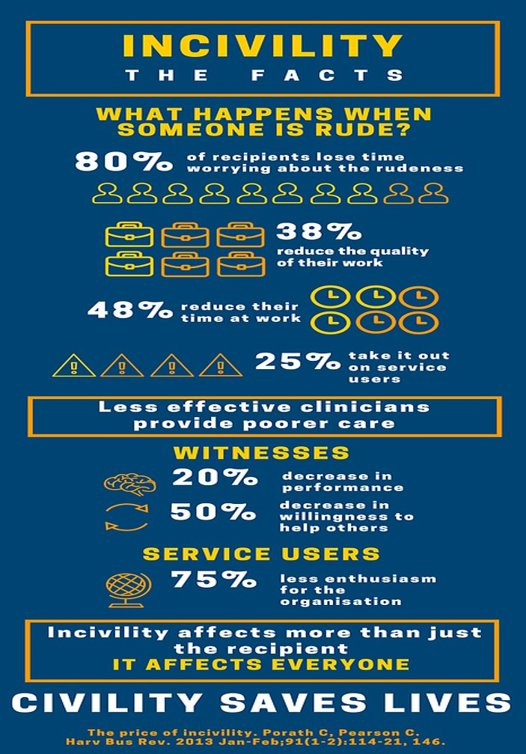 INCIVILITY
THE FACTS
WHAT HAPPENS WHEN
SOMEONE IS RUDE?
80% of recipients lose time
worrying about the rudeness
38%
reduce the quality
of their work
48% reduce their
time at work
25% take it out
on service
users
Less effective clinicians
provide poorer care
WITNESSES
20% decrease in
performance
50% decrease in
willingness to
help others
SERVICE USERS
75% less enthusiasm
for the
organisation
Incivility affects more than just
the recipient
IT AFFECTS EVERYONE
CIVILITY SAVES LIVES
The price of incivility. Porath C, Pearson C.
Harv Bus Rev. 2013 Jan-Feb;91(1-2):114-21, 146.